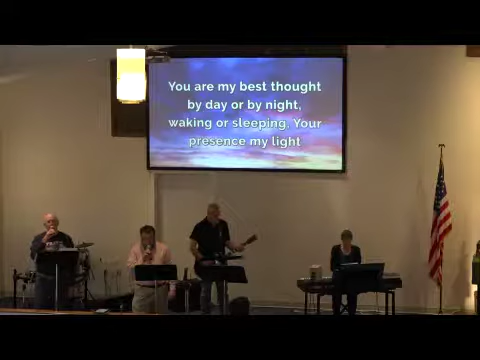 You are my best thought
by day or by night,
waking or sleeping, Your
presence my light